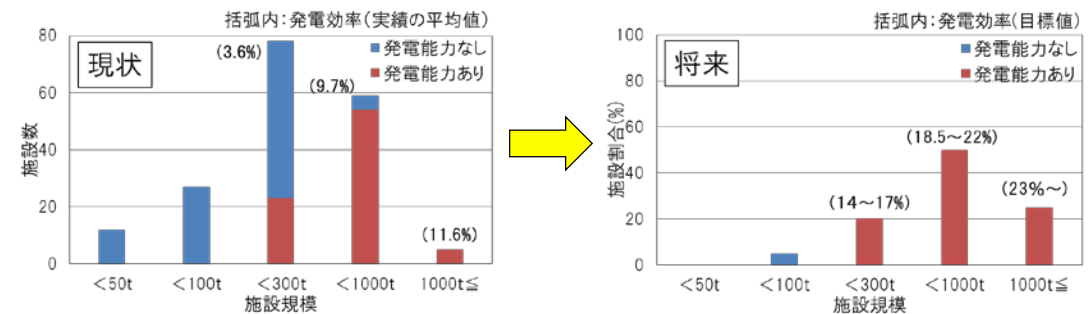 括弧内：発電効率（実績の平均値）
80
60
40
20
0
施設数
現状
発電能力なし
発電能力あり
(3.6%)
(9.7%)
(11.6%)
＜50t
＜100t
＜300t
＜1000t
1000t≦
施設規模
括弧内：発電効率(目標値)
100
80
60
40
20
0
施設割合(%)
将来
発電能力なし
発電能力あり
(14～17%)
(18.5～22%)
(23%～)
＜50t
＜100t
＜300t
＜1000t
1000t≦
施設規模